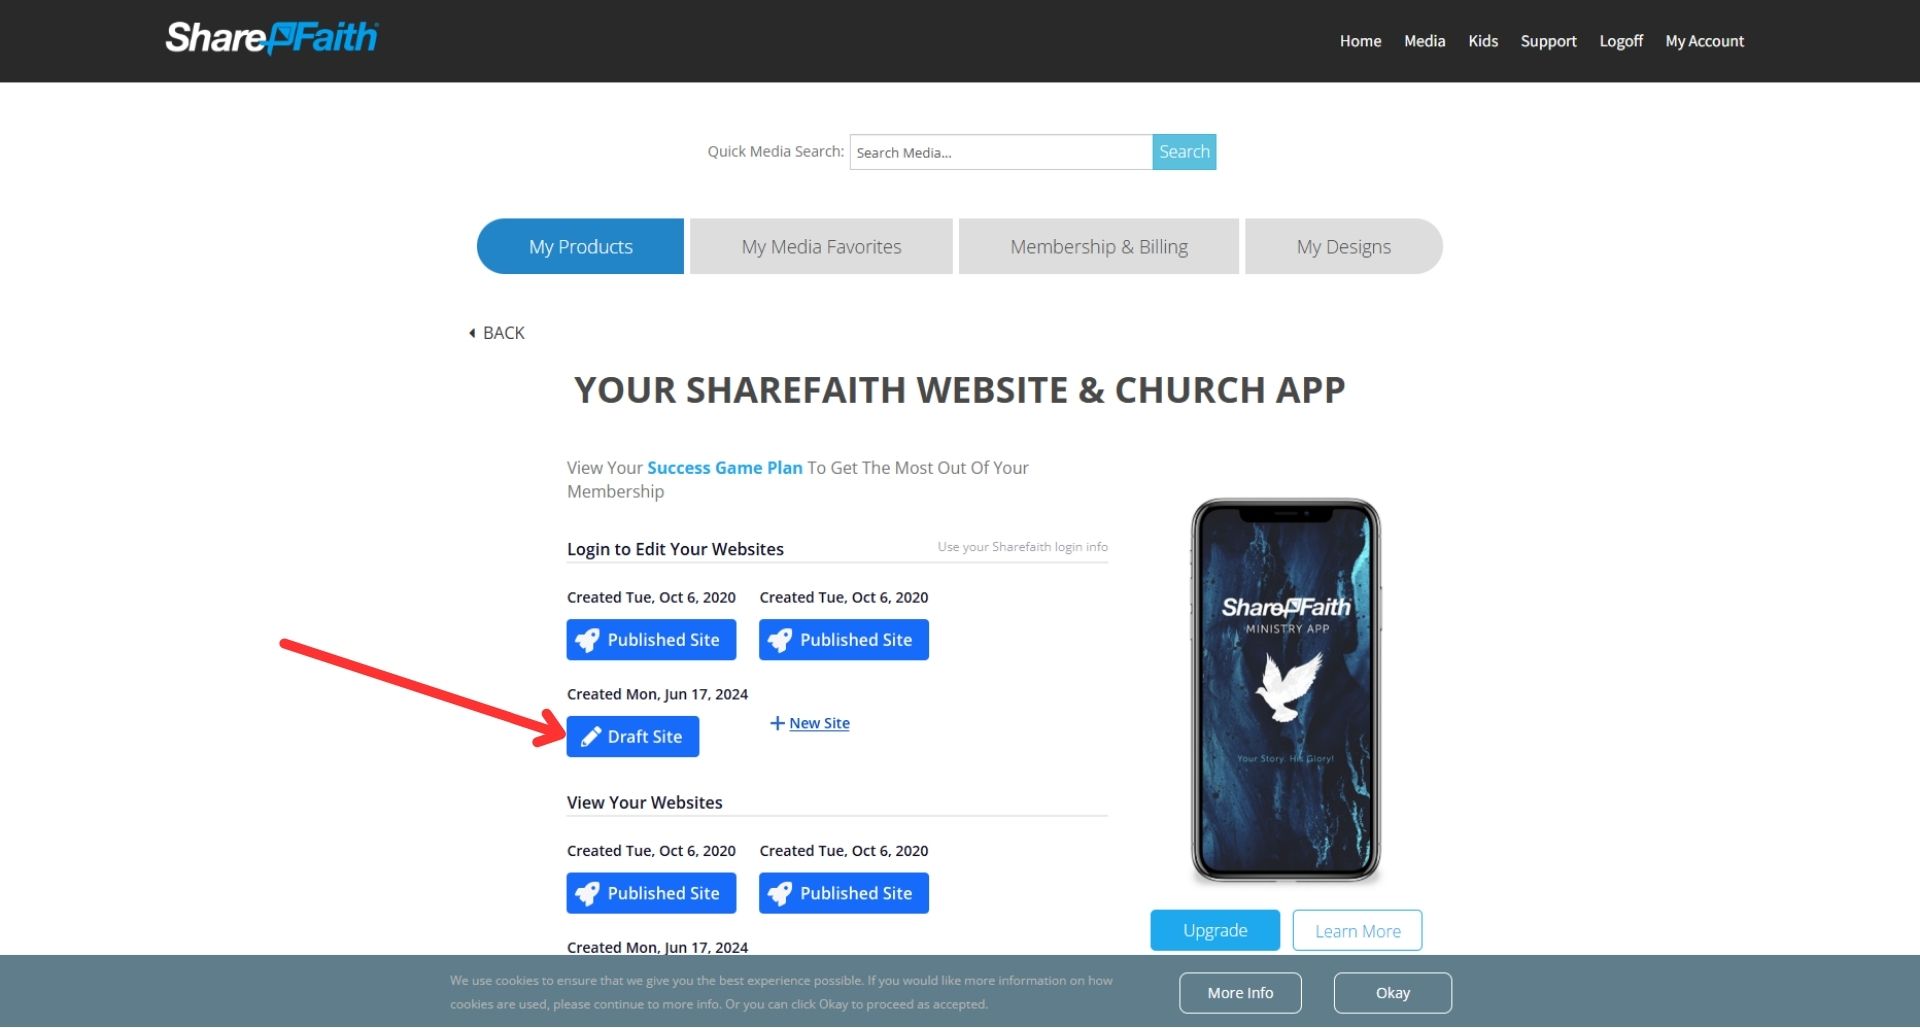 ShareFaith
Home Media Kids Support Logoff My Account
Quick Media Search: Search Media... Search
My Products My Media Favorites Membership & Billing My Designs
BACK
YOUR SHAREFAITH WEBSITE & CHURCH APP
View Your Success Game Plan To Get The Most Out Of Your
Membership
Login to Edit Your Websites Use your Sharefaith login info
Created Tue, Oct 6, 2020 Created Tue, Oct 6, 2020
Published Site Published Site
Created Mon, Jun 17, 2024
Draft Site New Site
View Your Websites
Created Tue, Oct 6, 2020 Created Tue, Oct 6, 2020
Published Site Published Site
Created Mon, Jun 17, 2024
ShareFaith
MINISTRY APP
Your Story. His Glory!
Upgrade Learn More
We use cookies to ensure that we give you the best experience possible. If you would like more information on how
cookies are used, please continue to more info. Or you can click Okay to proceed as accepted.
More Info Okay